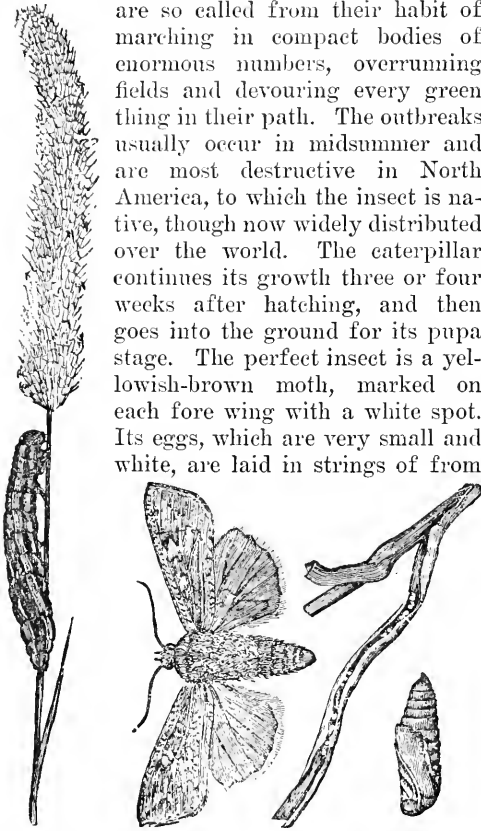 are so called from their habit of
marching in compact bodies of
enormous numbers, overrunning
fields and devouring every green
thing in their path. The outbreaks
usually occur in midsummer and
are most destructive in North
America, to which the insect is na-
tive, though now widely distributed
over the world. The caterpillar
continues its growth three or four
weeks after hatching, and then
goes into the ground for its pupa
stage. The perfect insect is a yel-
lowish-brown moth, marked on
each fore wing with a white spot.
Its eggs, which are very small and
white, are laid in strings of from